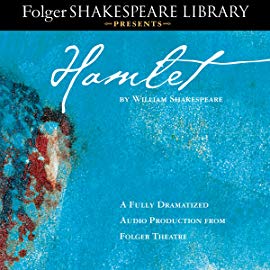 Folger SHAKESPEARE LIBRARY
PRESENTS
Hamlet
BY WILLIAM SHAKESPEARE
A FULLY DRAMATIZED
AUDIO PRODUCTION FROM
FOLGER THEATRE